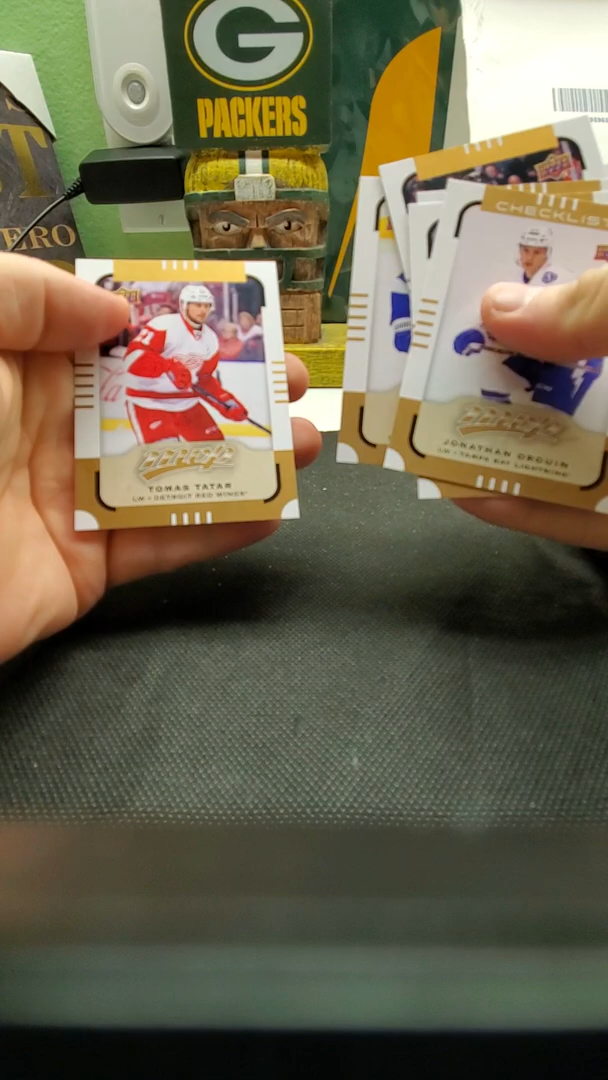 G
PACKERS
T
ERO
CHECKLIST
TOMAS TATAR
LW • DETROIT RED WINGS
JONATHAN DROUIN
LW • TAMPA BAY LIGHTNING